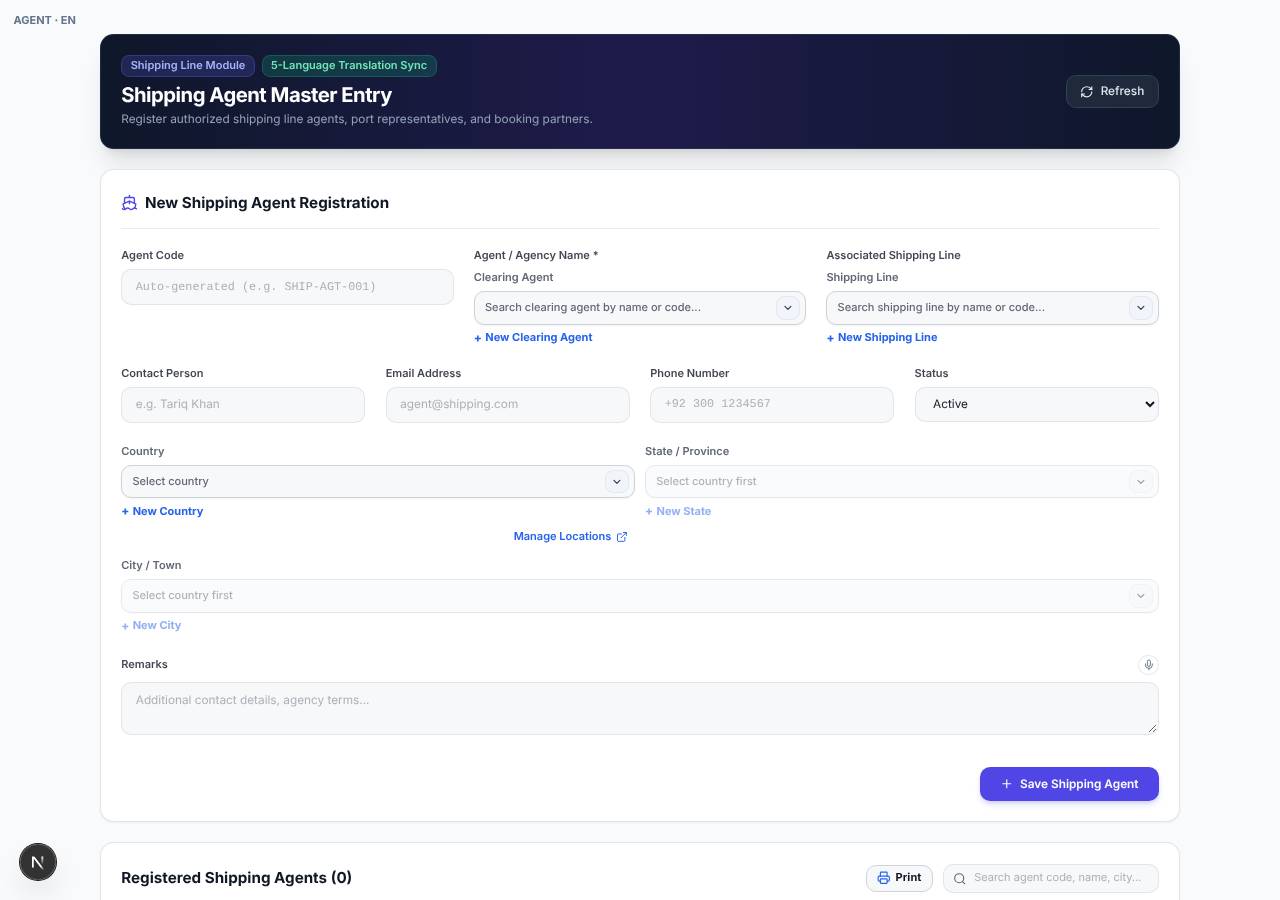 AGENT · EN
Shipping Line Module
5-Language Translation Sync
Shipping Agent Master Entry
Register authorized shipping line agents, port representatives, and booking partners.
Refresh
New Shipping Agent Registration
Agent Code
Auto-generated (e.g. SHIP-AGT-001)
Agent / Agency Name *
Clearing Agent
Search clearing agent by name or code...
+ New Clearing Agent
Associated Shipping Line
Shipping Line
Search shipping line by name or code...
+ New Shipping Line
Contact Person
e.g. Tariq Khan
Email Address
agent@shipping.com
Phone Number
+92 300 1234567
Status
Active
Country
Select country
+ New Country
State / Province
Select country first
+ New State
Manage Locations
City / Town
Select country first
+ New City
Remarks
Additional contact details, agency terms...
+ Save Shipping Agent
N
Registered Shipping Agents (0)
Print
Search agent code, name, city...